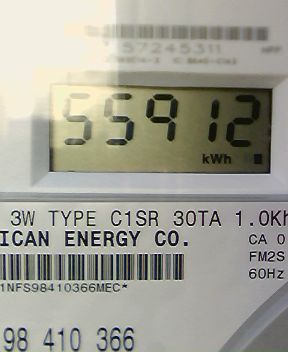 57245311
55912
kWh
3W TYPE C1SR 30TA 1.0Kh
ICAN ENERGY CO.
CA 0
FM2S
60Hz
1NFS98410366MEC*
98 410 366